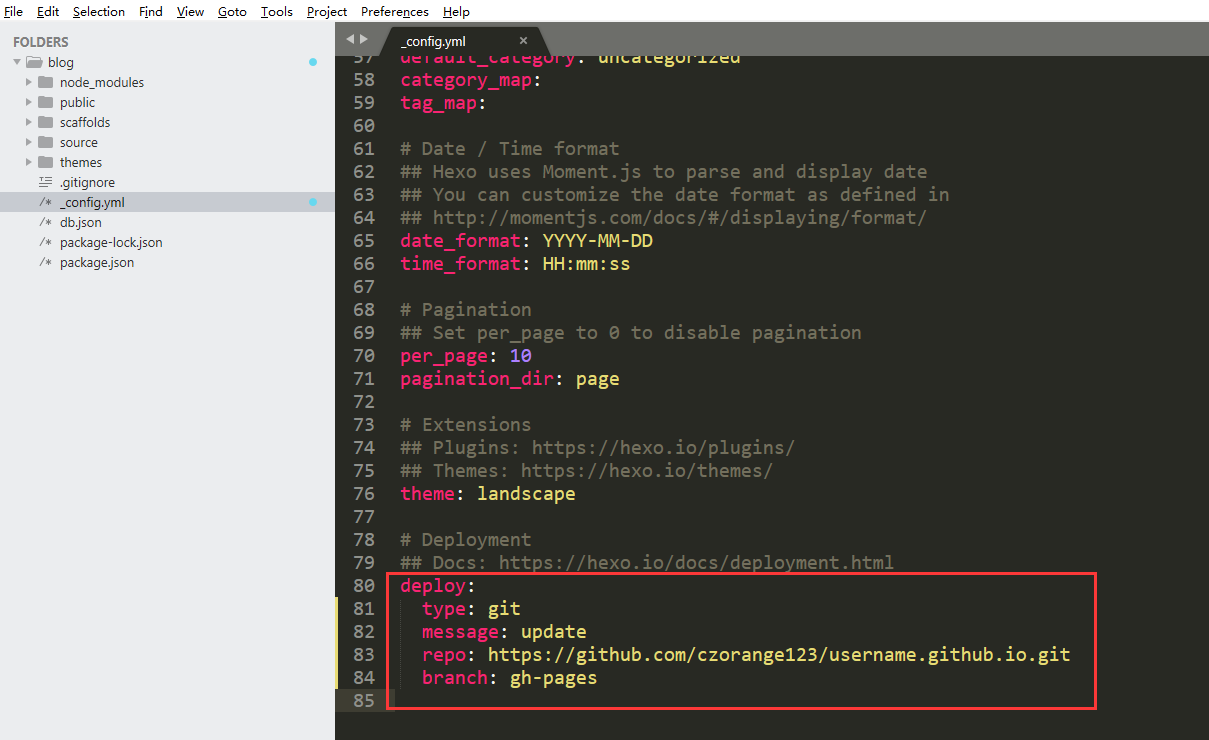 File Edit Selection Find View Goto Tools Project Preferences Help
FOLDERS
blog
node_modules
public
scaffolds
source
themes
.gitignore
/* _config.yml
/* db.json
/* package-lock.json
/* package.json
_config.yml ×
57 default_category: uncategorized
58 category_map:
59 tag_map:
60
61 # Date / Time format
62 ## Hexo uses Moment.js to parse and display date
63 ## You can customize the date format as defined in
64 ## http://momentjs.com/docs/#/displaying/format/
65 date_format: YYYY-MM-DD
66 time_format: HH:mm:ss
67
68 # Pagination
69 ## Set per_page to 0 to disable pagination
70 per_page: 10
71 pagination_dir: page
72
73 # Extensions
74 ## Plugins: https://hexo.io/plugins/
75 ## Themes: https://hexo.io/themes/
76 theme: landscape
77
78 # Deployment
79 ## Docs: https://hexo.io/docs/deployment.html
80 deploy:
81 type: git
82 message: update
83 repo: https://github.com/czorange123/username.github.io.git
84 branch: gh-pages
85